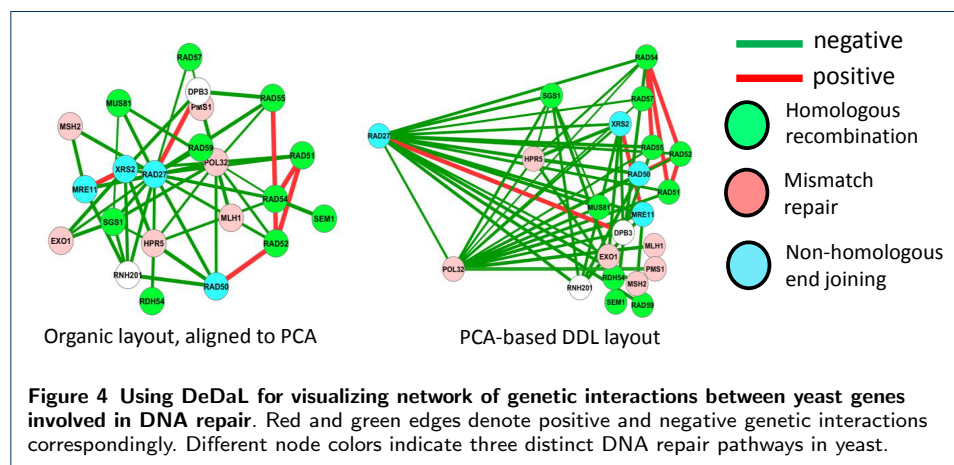 RAD57
DPB3
PMS1
RAD55
MUS81
MSH2
RAD59
POL32
RAD51
XRS2
RAD27
MRE11
RAD54
SEM1
SGS1
MLH1
EXO1
HPR5
RAD52
RNH201
RAD50
RDH54
Organic layout, aligned to PCA
RAD54
SGS1
RAD57
RAD27
XRS2
HPR5
RAD55
RAD52
RAD50
RAD51
MUS81
MRE11
DPB3
MLH1
EXO1
POL32
PMS1
RDH54
MSH2
RNH201
SEM1
RAD59
PCA-based DDL layout
negative
positive
Homologous
recombination
Mismatch
repair
Non-homologous
end joining
Figure 4 Using DeDaL for visualizing network of genetic interactions between yeast genes
involved in DNA repair. Red and green edges denote positive and negative genetic interactions
correspondingly. Different node colors indicate three distinct DNA repair pathways in yeast.